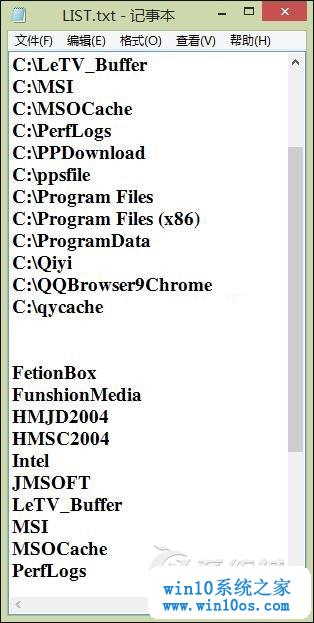 LIST.txt - 记事本
文件(F) 编辑(E) 格式(O) 查看(V) 帮助(H)
C:\LeTV_Buffer
C:\MSI
C:\MSOCache
C:\PerfLogs
C:\PPDownload
C:\ppsfile
C:\Program Files
C:\Program Files (x86)
C:\ProgramData
C:\Qiyi
C:\QQBrowser9Chrome
C:\qycache
FetionBox
FunshionMedia
HMJD2004
HMSC2004
Intel
JMSOFT
LeTV_Buffer
MSI
MSOCache
PerfLogs
win10系统之家
www.win10os.com